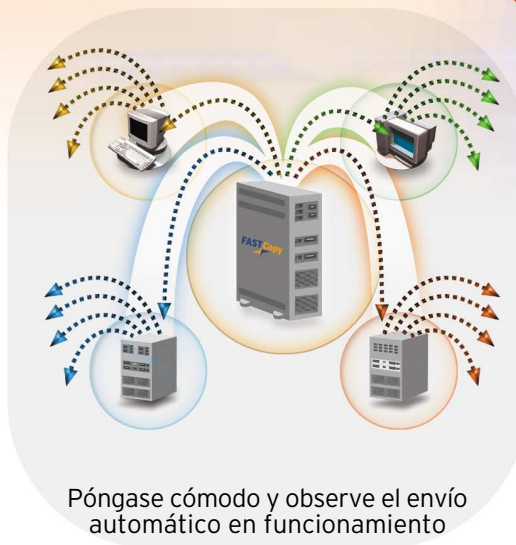 FASTCopy
Póngase cómodo y observe el envío
automático en funcionamiento